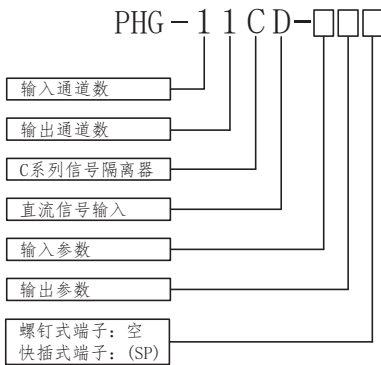 PHG-11CD-□□□
输入通道数
输出通道数
C系列信号隔离器
直流信号输入
输入参数
输出参数
螺钉式端子：空
快插式端子：(SP)